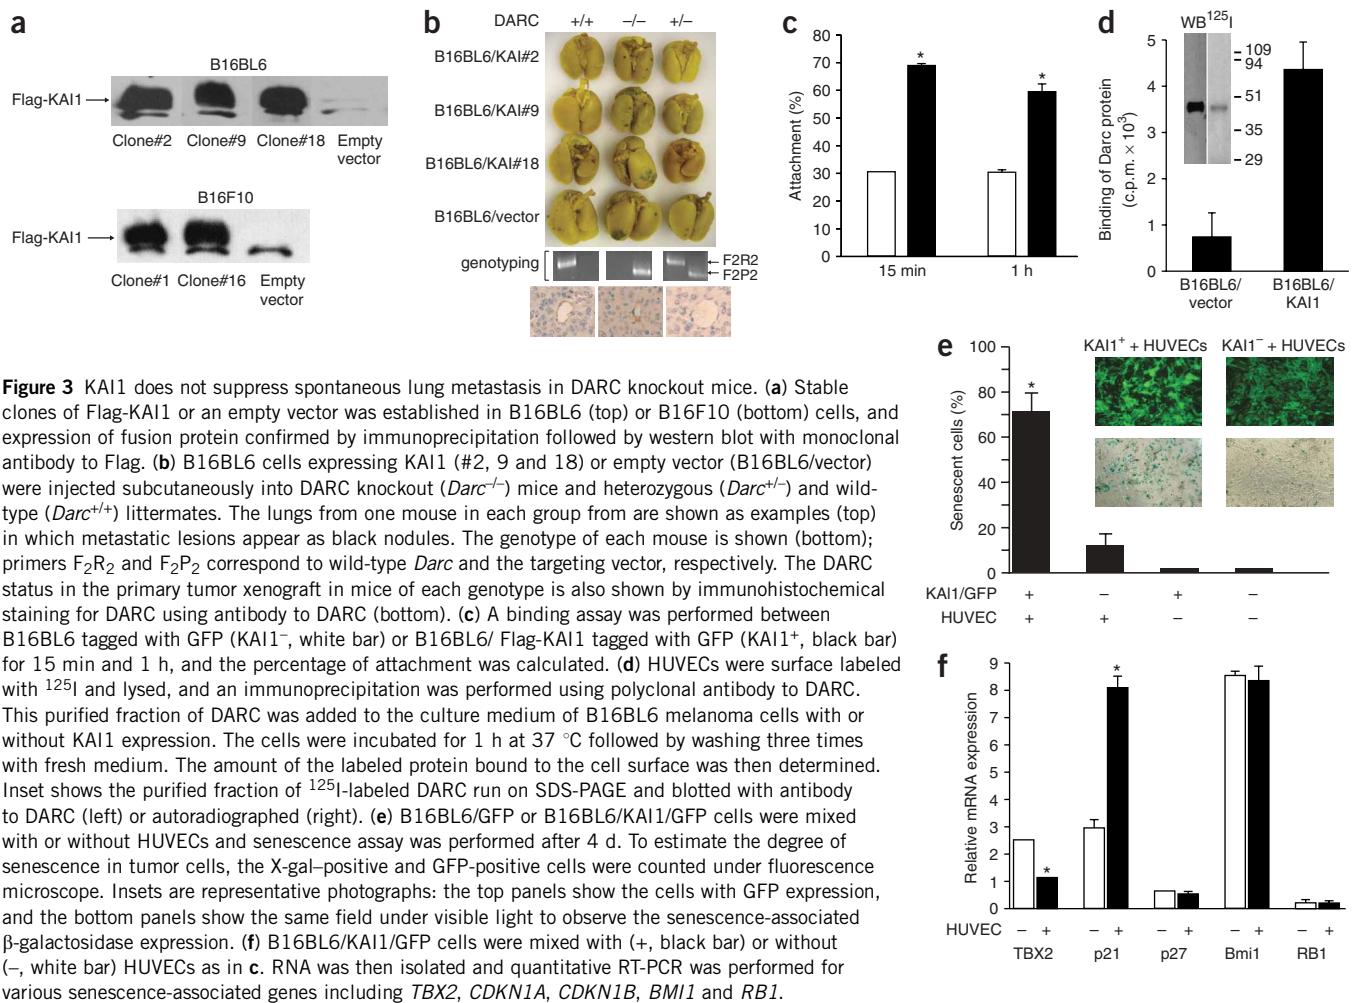 a
B16BL6
Flag-KAI1
Clone#2 Clone#9 Clone#18 Empty vector
B16F10
Flag-KAI1
Clone#1 Clone#16 Empty vector
b
DARC +/+ –/– +/–
B16BL6/KAI#2
B16BL6/KAI#9
B16BL6/KAI#18
B16BL6/vector
genotyping
F2R2
F2P2
c
Attachment (%)
80
70
60
50
40
30
20
10
0
* *
15 min 1 h
d
Binding of Darc protein
(c.p.m. × 10³)
5
4
3
2
1
0
WB ¹²⁵I
109
94
51
35
29
B16BL6/ vector
B16BL6/ KAI1
e
Senescent cells (%)
100
80
60
40
20
0
*
KAI1⁺ + HUVECs KAI1⁻ + HUVECs
KAI1/GFP + – + –
HUVEC + + – –
f
Relative mRNA expression
9
8
7
6
5
4
3
2
1
0
* *
HUVEC – + – + – + – + – +
TBX2 p21 p27 Bmi1 RB1
Figure 3 KAI1 does not suppress spontaneous lung metastasis in DARC knockout mice. (a) Stable
clones of Flag-KAI1 or an empty vector was established in B16BL6 (top) or B16F10 (bottom) cells, and
expression of fusion protein confirmed by immunoprecipitation followed by western blot with monoclonal
antibody to Flag. (b) B16BL6 cells expressing KAI1 (#2, 9 and 18) or empty vector (B16BL6/vector)
were injected subcutaneously into DARC knockout (Darc⁻/⁻) mice and heterozygous (Darc⁺/⁻) and wild-
type (Darc⁺/⁺) littermates. The lungs from one mouse in each group from are shown as examples (top)
in which metastatic lesions appear as black nodules. The genotype of each mouse is shown (bottom);
primers F₂R₂ and F₂P₂ correspond to wild-type Darc and the targeting vector, respectively. The DARC
status in the primary tumor xenograft in mice of each genotype is also shown by immunohistochemical
staining for DARC using antibody to DARC (bottom). (c) A binding assay was performed between
B16BL6 tagged with GFP (KAI1⁻, white bar) or B16BL6/ Flag-KAI1 tagged with GFP (KAI1⁺, black bar)
for 15 min and 1 h, and the percentage of attachment was calculated. (d) HUVECs were surface labeled
with ¹²⁵I and lysed, and an immunoprecipitation was performed using polyclonal antibody to DARC.
This purified fraction of DARC was added to the culture medium of B16BL6 melanoma cells with or
without KAI1 expression. The cells were incubated for 1 h at 37 °C followed by washing three times
with fresh medium. The amount of the labeled protein bound to the cell surface was then determined.
Inset shows the purified fraction of ¹²⁵I-labeled DARC run on SDS-PAGE and blotted with antibody
to DARC (left) or autoradiographed (right). (e) B16BL6/GFP or B16BL6/KAI1/GFP cells were mixed
with or without HUVECs and senescence assay was performed after 4 d. To estimate the degree of
senescence in tumor cells, the X-gal–positive and GFP-positive cells were counted under fluorescence
microscope. Insets are representative photographs: the top panels show the cells with GFP expression,
and the bottom panels show the same field under visible light to observe the senescence-associated
β-galactosidase expression. (f) B16BL6/KAI1/GFP cells were mixed with (+, black bar) or without
(–, white bar) HUVECs as in c. RNA was then isolated and quantitative RT-PCR was performed for
various senescence-associated genes including TBX2, CDKN1A, CDKN1B, BMI1 and RB1.